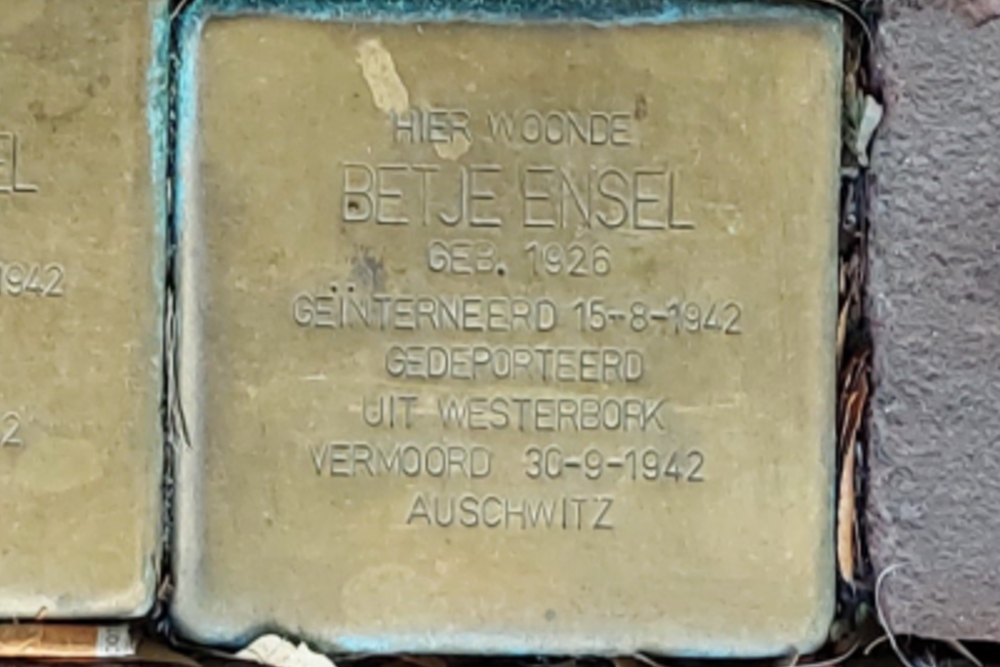 HIER WOONDE
BETJE ENSEL
GEB. 1926
GEÏNTERNEERD 15-8-1942
GEDEPORTEERD
UIT WESTERBORK
VERMOORD 30-9-1942
AUSCHWITZ